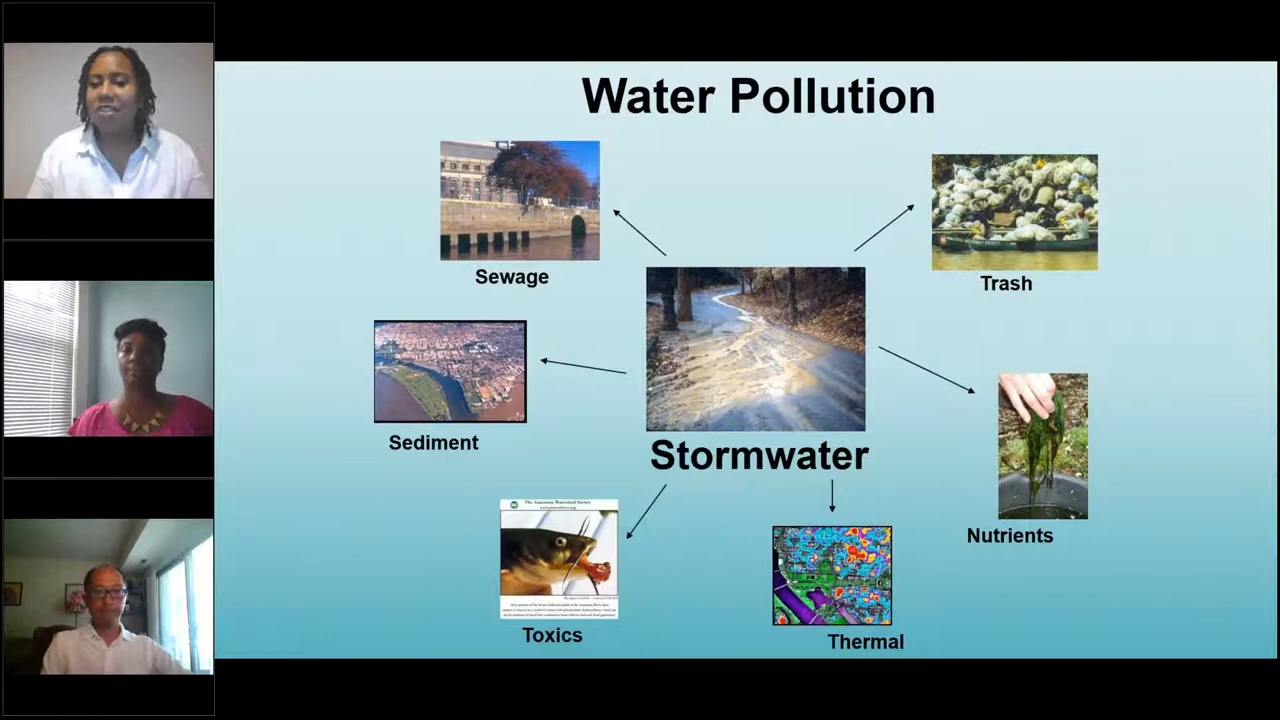 Water Pollution
Sewage
Trash
Sediment
Stormwater
Nutrients
The Anacostia Watershed Society
Toxics
Thermal